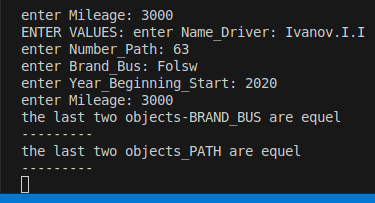 enter Mileage: 3000
ENTER VALUES: enter Name_Driver: Ivanov.I.I
enter Number_Path: 63
enter Brand_Bus: Folsw
enter Year_Beginning_Start: 2020
enter Mileage: 3000
the last two objects-BRAND_BUS are equel
---------
the last two objects_PATH are equel
---------